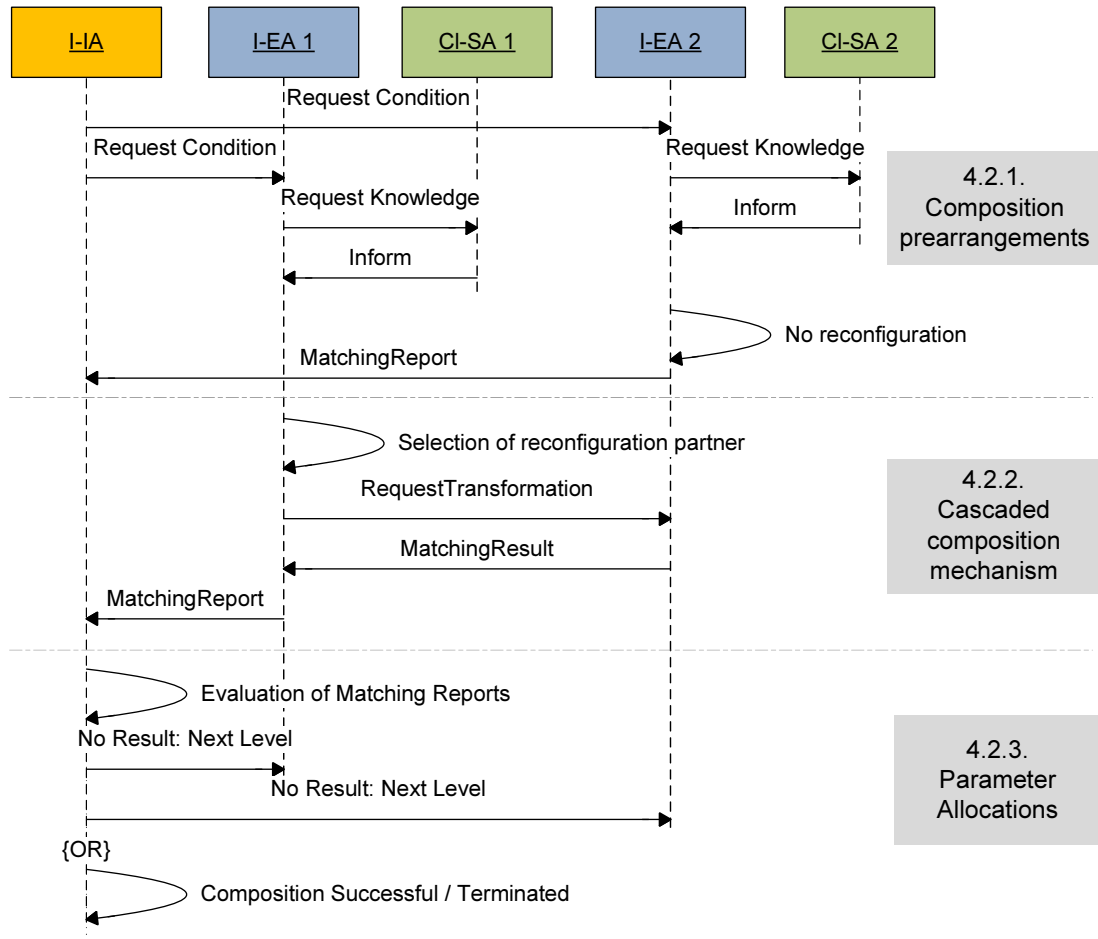 I-IA
I-EA 1
CI-SA 1
I-EA 2
CI-SA 2
Request Condition
Request Condition
Request Knowledge
Request Knowledge
Inform
Inform
4.2.1.
Composition
prearrangements
No reconfiguration
MatchingReport
Selection of reconfiguration partner
RequestTransformation
MatchingResult
MatchingReport
4.2.2.
Cascaded
composition
mechanism
Evaluation of Matching Reports
No Result: Next Level
No Result: Next Level
4.2.3.
Parameter
Allocations
{OR}
Composition Successful / Terminated